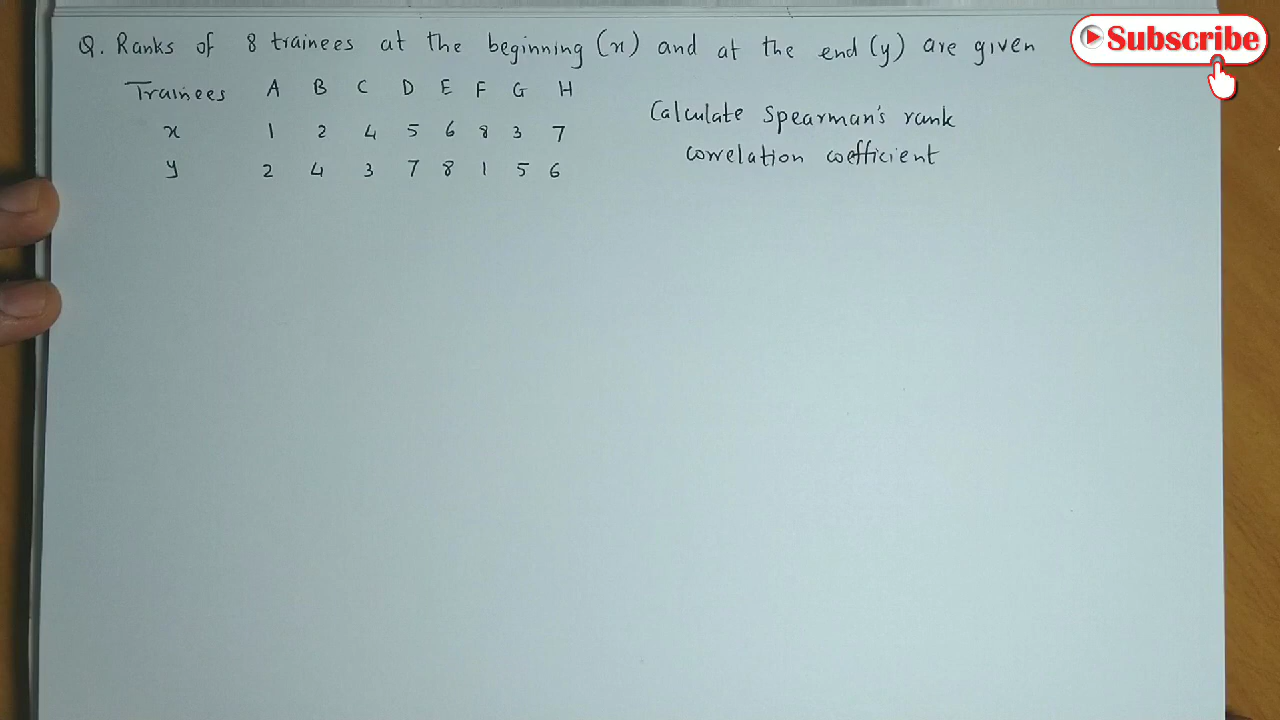 Q. Ranks of 8 trainees at the beginning (x) and at the end (y) are given
Subscribe
Trainees A B C D E F G H
x 1 2 4 5 6 8 3 7
y 2 4 3 7 8 1 5 6
Calculate Spearman's rank
correlation coefficient